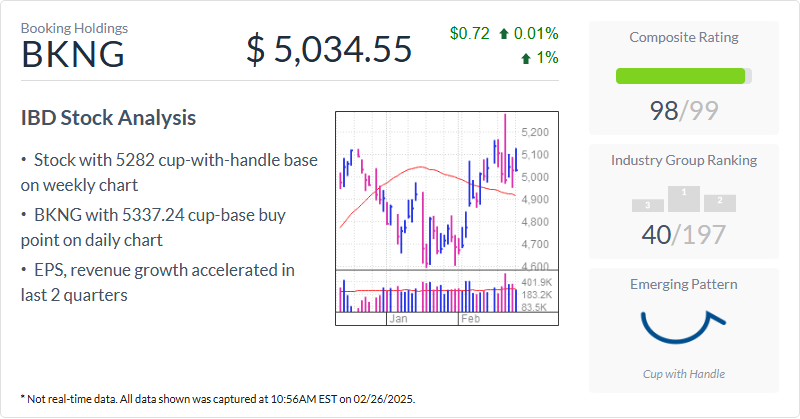 Booking Holdings
BKNG
$ 5,034.55
$0.72 0.01%
1%
IBD Stock Analysis
• Stock with 5282 cup-with-handle base
on weekly chart
• BKNG with 5337.24 cup-base buy
point on daily chart
• EPS, revenue growth accelerated in
last 2 quarters
5,200
5,100
5,000
4,900
4,800
4,700
4,600
401.9K
183.2K
83.5K
Jan
Feb
Composite Rating
98/99
Industry Group Ranking
3
1
2
40/197
Emerging Pattern
Cup with Handle
* Not real-time data. All data shown was captured at 10:56AM EST on 02/26/2025.